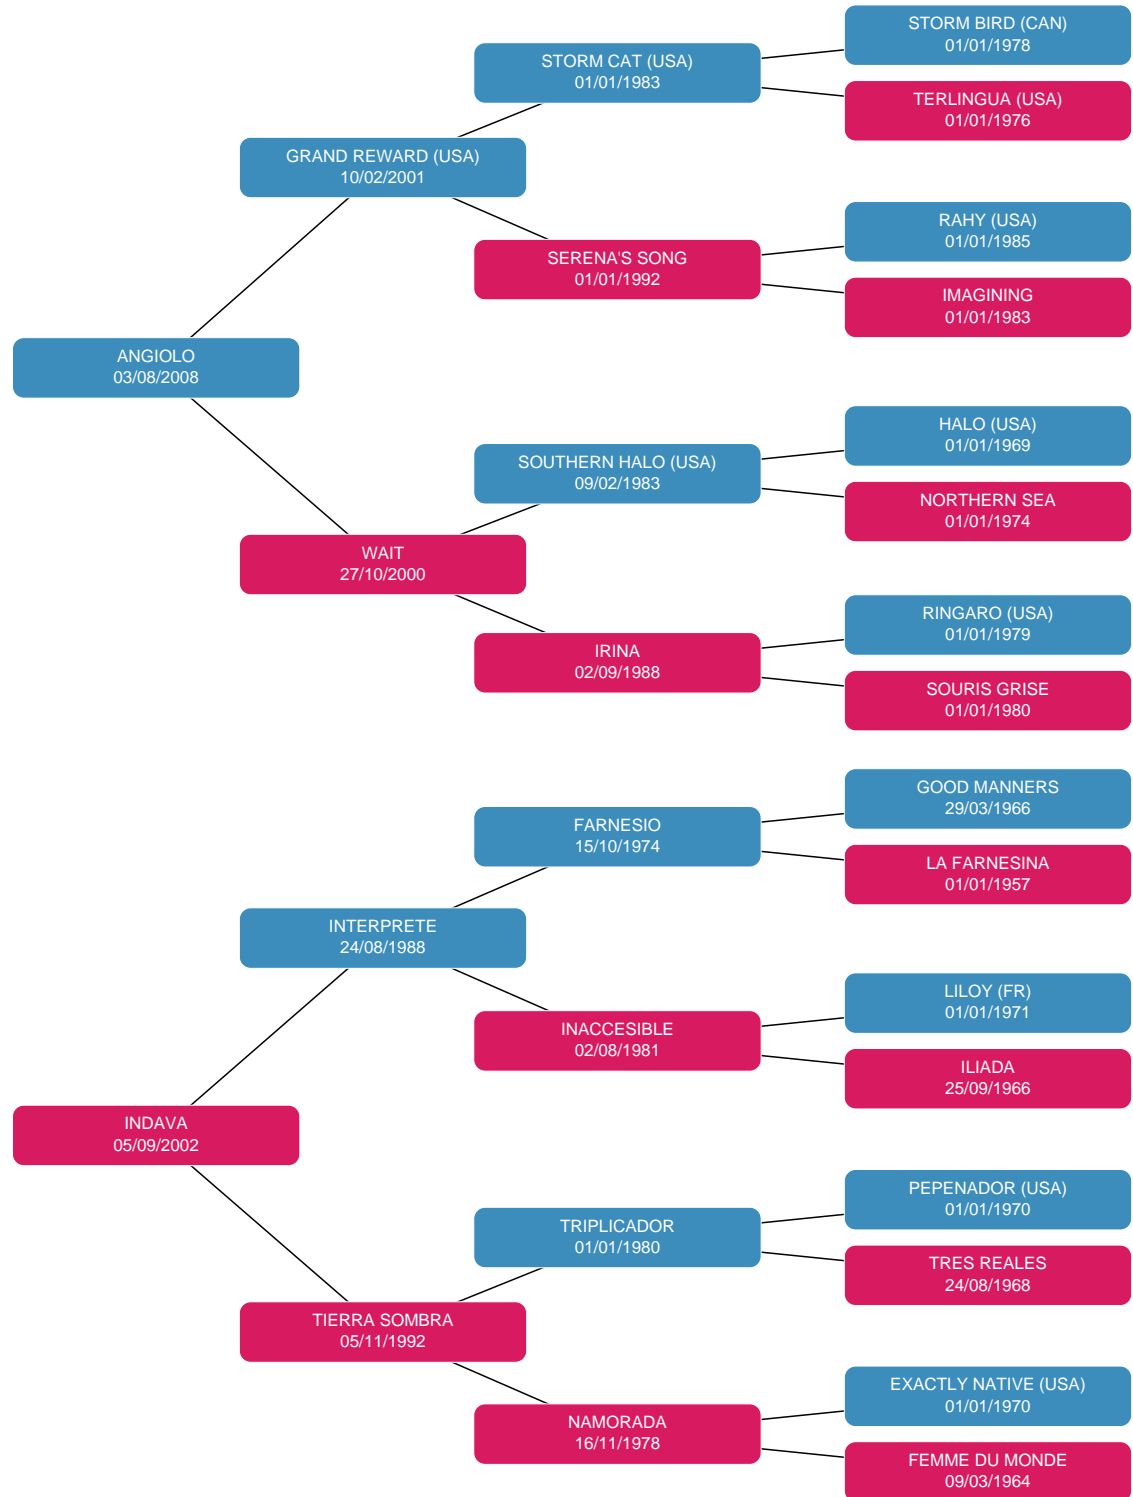 STORM BIRD (CAN)
01/01/1978
STORM CAT (USA)
01/01/1983
TERLINGUA (USA)
01/01/1976
GRAND REWARD (USA)
10/02/2001
RAHY (USA)
01/01/1985
SERENA'S SONG
01/01/1992
IMAGINING
01/01/1983
ANGIOLO
03/08/2008
HALO (USA)
01/01/1969
SOUTHERN HALO (USA)
09/02/1983
NORTHERN SEA
01/01/1974
WAIT
27/10/2000
RINGARO (USA)
01/01/1979
IRINA
02/09/1988
SOURIS GRISE
01/01/1980
GOOD MANNERS
29/03/1966
FARNESIO
15/10/1974
LA FARNESINA
01/01/1957
INTERPRETE
24/08/1988
LILOY (FR)
01/01/1971
INACCESIBLE
02/08/1981
ILIADA
25/09/1966
INDAVA
05/09/2002
PEPENADOR (USA)
01/01/1970
TRIPLICADOR
01/01/1980
TRES REALES
24/08/1968
TIERRA SOMBRA
05/11/1992
EXACTLY NATIVE (USA)
01/01/1970
NAMORADA
16/11/1978
FEMME DU MONDE
09/03/1964